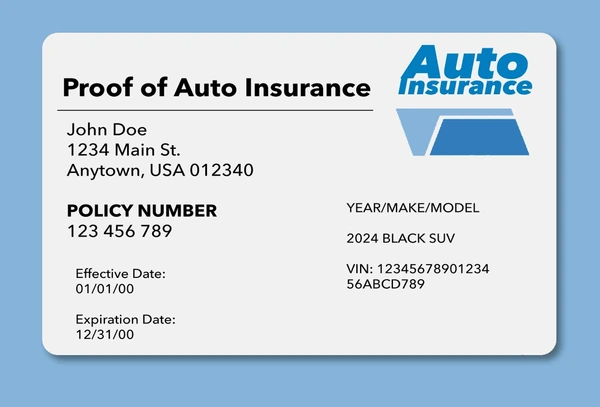 Auto
Insurance
Proof of Auto Insurance
John Doe
1234 Main St.
Anytown, USA 012340
POLICY NUMBER
123 456 789
Effective Date:
01/01/00
Expiration Date:
12/31/00
YEAR/MAKE/MODEL
2024 BLACK SUV
VIN: 12345678901234
56ABCD789